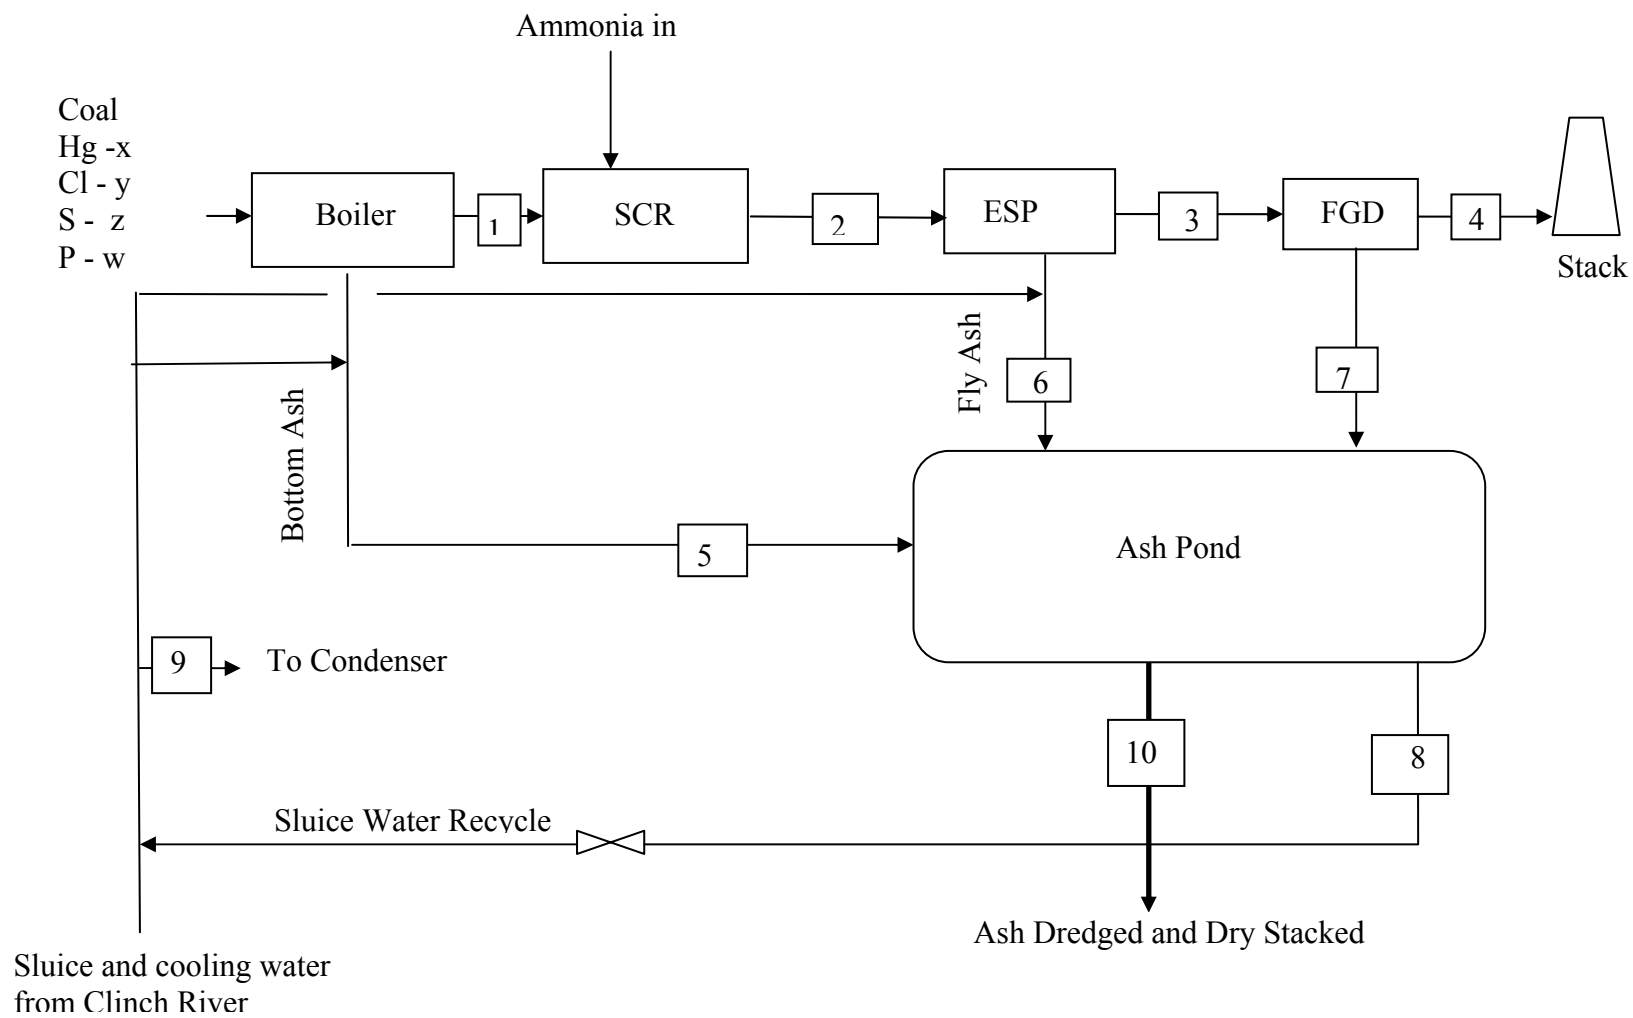 Ammonia in
Coal
Hg -x
Cl - y
S -  z
P - w
Boiler
1
SCR
2
ESP
3
FGD
4
Stack
Bottom Ash
Fly Ash
6
7
5
Ash Pond
9
To Condenser
10
8
Sluice Water Recycle
Ash Dredged and Dry Stacked
Sluice and cooling water
from Clinch River